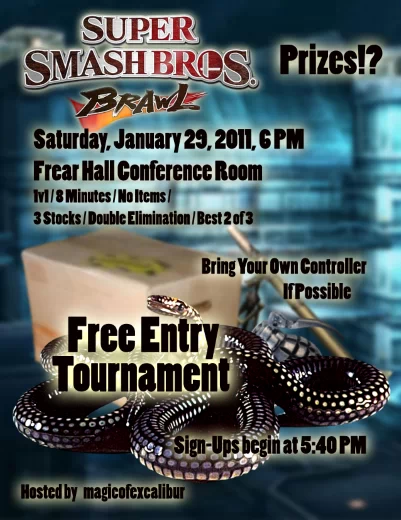 SUPER
SMASH BROS.
BRAWL
Prizes!?
Saturday, January 29, 2011, 6 PM
Frear Hall Conference Room
1v1 / 8 Minutes / No Items /
3 Stocks / Double Elimination / Best 2 of 3
Bring Your Own Controller
If Possible
Free Entry
Tournament
Sign-Ups begin at 5:40 PM
Hosted by magicofexcalibur